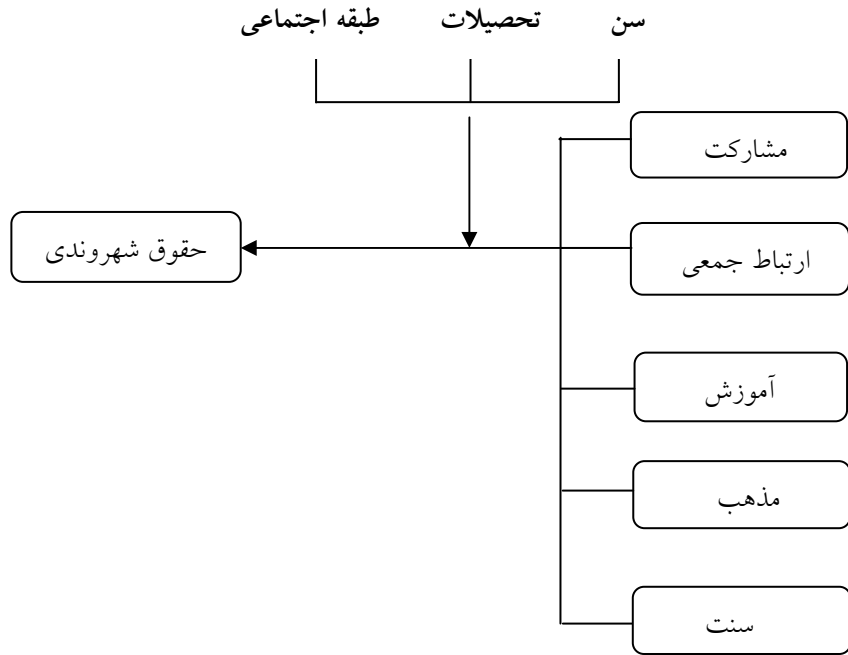 سن تحصیلات طبقه اجتماعی
مشارکت
ارتباط جمعی
حقوق شهروندی
آموزش
مذهب
سنت